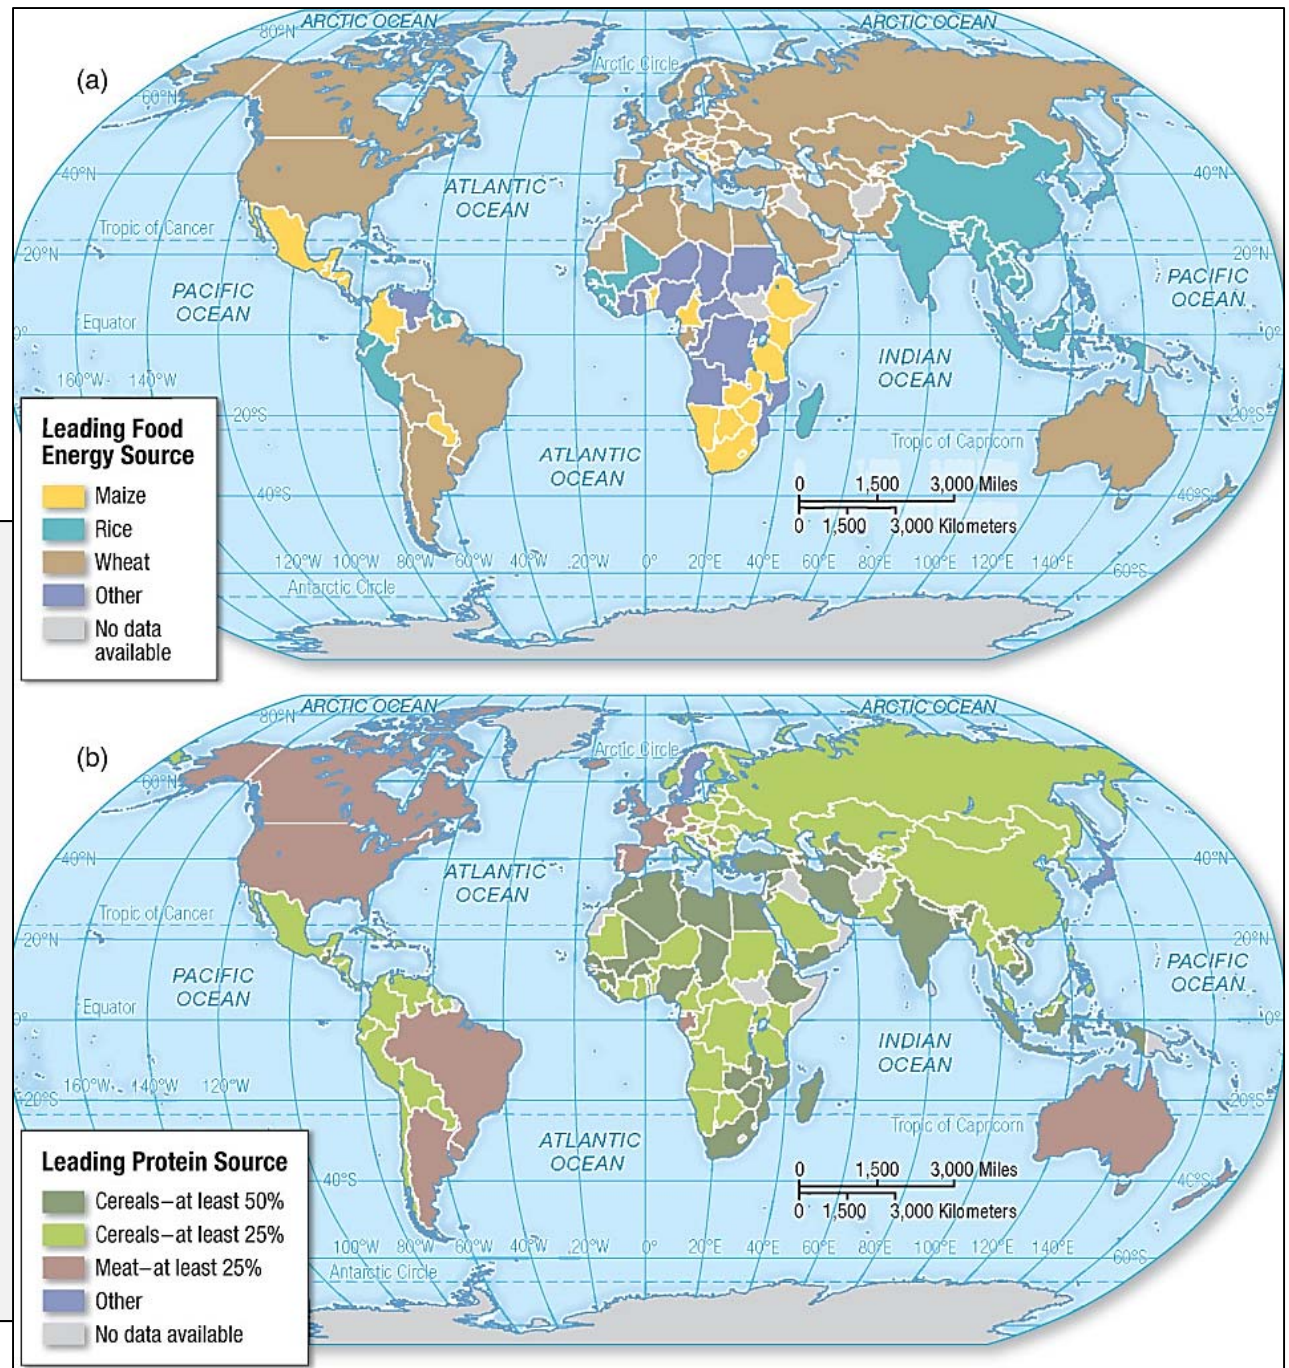 ARCTIC OCEAN
ARCTIC OCEAN
80°N
(a)
Arctic Circle
60°N
40°N
ATLANTIC
OCEAN
40°N
Tropic of Cancer
20°N
20°N
PACIFIC
OCEAN
PACIFIC
OCEAN
Equator
0°
0°
INDIAN
OCEAN
160°W
140°W
20°S
20°S
Tropic of Capricorn
ATLANTIC
OCEAN
Leading Food
Energy Source
Maize
Rice
Wheat
Other
No data
available
0 1,500 3,000 Miles
0 1,500 3,000 Kilometers
40°S
40°S
120°W 100°W 80°W 60°W 40°W 20°W 0° 20°E 40°E 60°E 80°E 100°E 120°E 140°E
60°S
Antarctic Circle
ARCTIC OCEAN
ARCTIC OCEAN
80°N
(b)
Arctic Circle
60°N
40°N
ATLANTIC
OCEAN
40°N
Tropic of Cancer
20°N
20°N
PACIFIC
OCEAN
PACIFIC
OCEAN
Equator
0°
0°
INDIAN
OCEAN
160°W 140°W 120°W
20°S
20°S
Tropic of Capricorn
ATLANTIC
OCEAN
Leading Protein Source
Cereals–at least 50%
Cereals–at least 25%
Meat–at least 25%
Other
No data available
0 1,500 3,000 Miles
0 1,500 3,000 Kilometers
40°S
40°S
100°W 80°W 60°W 40°W 20°W 0° 20°E 40°E 60°E 80°E 100°E 120°E 140°E
60°S
Antarctic Circle